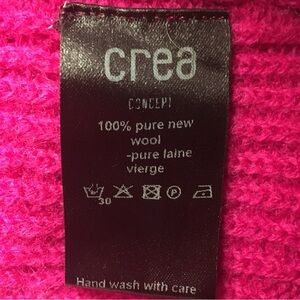 crea
CONCEPT
100% pure new
wool
-pure laine
vierge
30
P
Hand wash with care